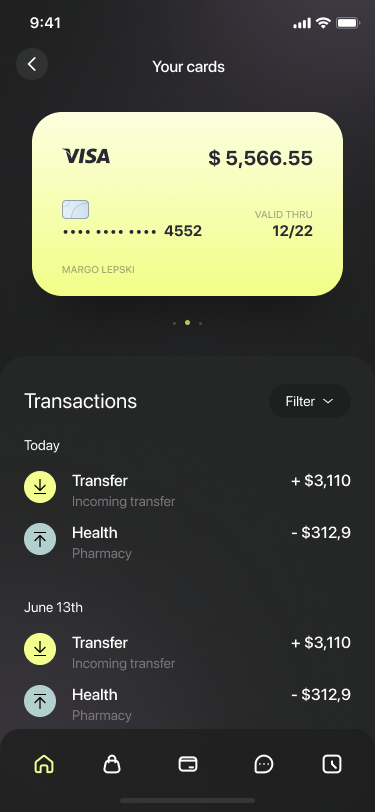 9:41
Your cards
VISA
$ 5,566.55
VALID THRU
•••• •••• •••• 4552
12/22
MARGO LEPSKI
Transactions
Filter
Today
Transfer
+ $3,110
Incoming transfer
Health
- $312,9
Pharmacy
June 13th
Transfer
+ $3,110
Incoming transfer
Health
- $312,9
Pharmacy